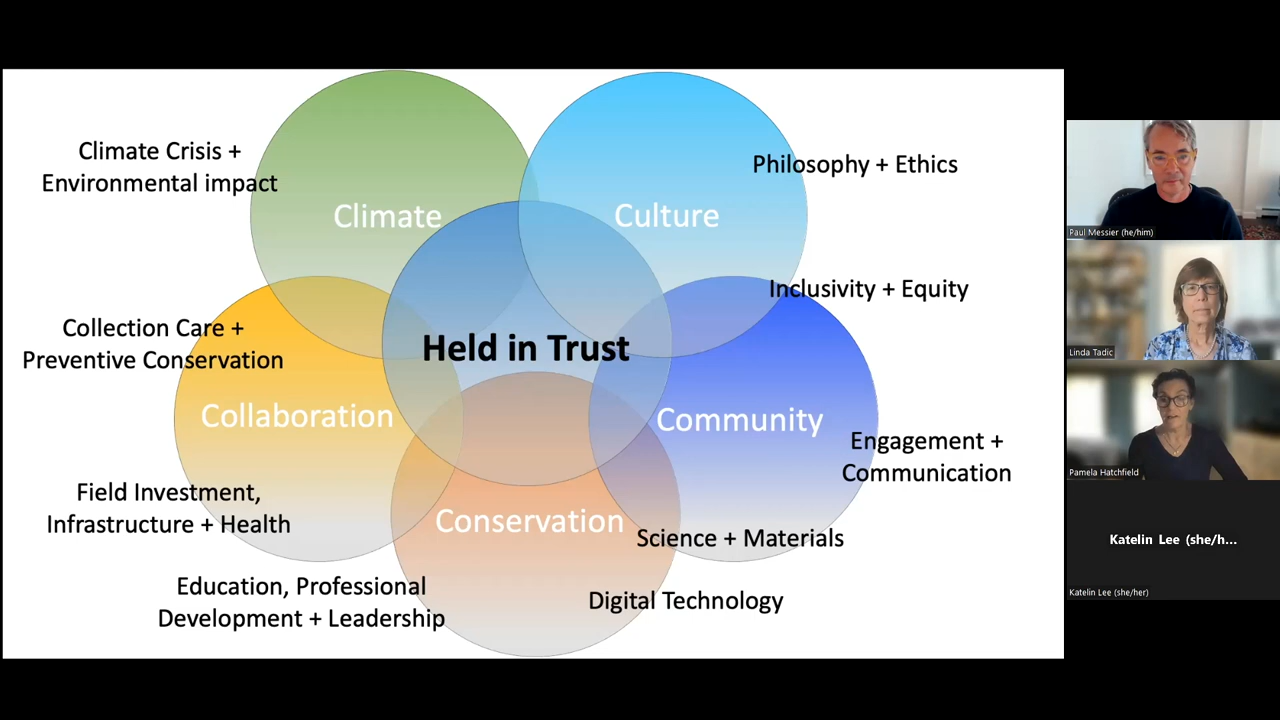 Climate Crisis +
Environmental impact
Climate
Culture
Philosophy + Ethics
Inclusivity + Equity
Collection Care +
Preventive Conservation
Held in Trust
Collaboration
Community
Engagement +
Communication
Field Investment,
Infrastructure + Health
Conservation
Science + Materials
Education, Professional
Development + Leadership
Digital Technology
Paul Messier (he/him)
Linda Tadic
Pamela Hatchfield
Katelin Lee (she/h...
Katelin Lee (she/her)